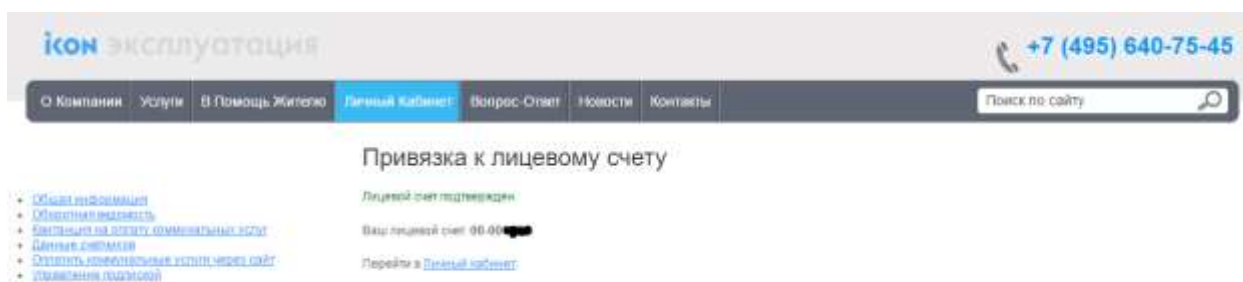 icon эксплуатация
+7 (495) 640-75-45
О Компании Услуги В Помощь Жителю Личный Кабинет Вопрос-Ответ Новости Контакты Поиск по сайту
Привязка к лицевому счету
Общая информация
Оборотная ведомость
Квитанция на оплату коммунальных услуг
Данные счетчиков
Оплатить коммунальные услуги через сайт
Управление подпиской
Лицевой счет подтвержден
Ваш лицевой счет: 00-00
Перейти в Личный кабинет.